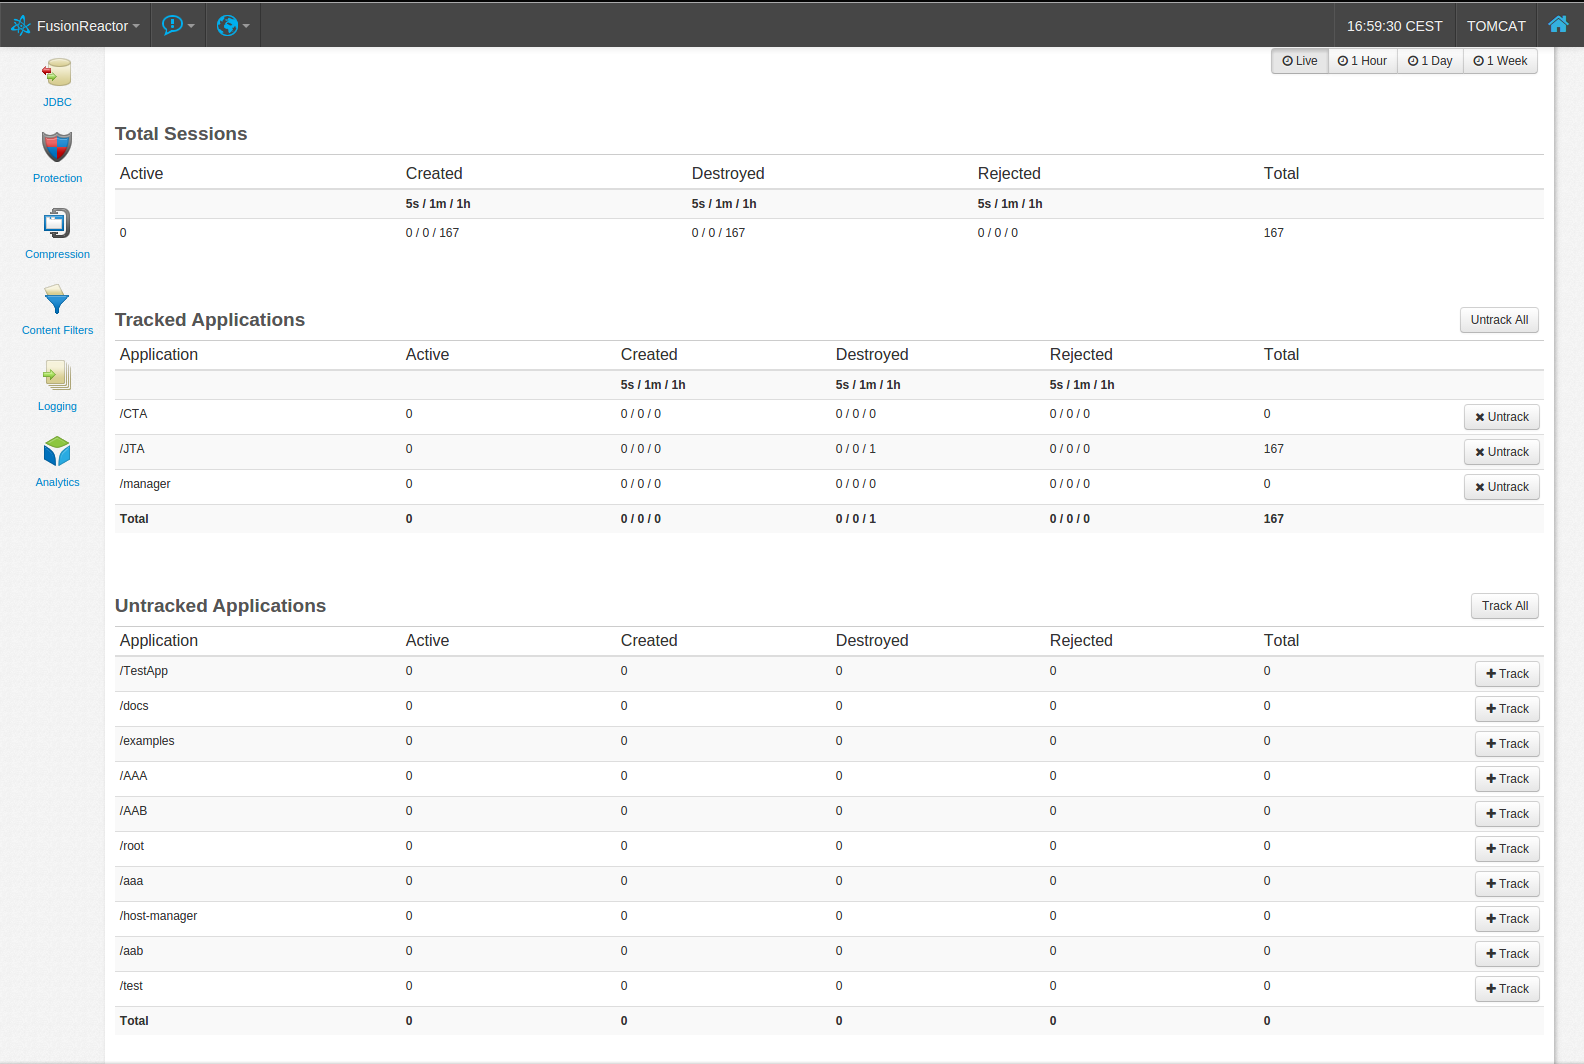 FusionReactor 16:59:30 CEST TOMCAT
Live 1 Hour 1 Day 1 Week
JDBC
Protection
Compression
Content Filters
Logging
Analytics
Total Sessions
Active Created Destroyed Rejected Total
5s / 1m / 1h 5s / 1m / 1h 5s / 1m / 1h
0 0 / 0 / 167 0 / 0 / 167 0 / 0 / 0 167
Tracked Applications Untrack All
Application Active Created Destroyed Rejected Total
5s / 1m / 1h 5s / 1m / 1h 5s / 1m / 1h
/CTA 0 0 / 0 / 0 0 / 0 / 0 0 / 0 / 0 0 Untrack
/JTA 0 0 / 0 / 0 0 / 0 / 1 0 / 0 / 0 167 Untrack
/manager 0 0 / 0 / 0 0 / 0 / 0 0 / 0 / 0 0 Untrack
Total 0 0 / 0 / 0 0 / 0 / 1 0 / 0 / 0 167
Untracked Applications Track All
Application Active Created Destroyed Rejected Total
/TestApp 0 0 0 0 0 Track
/docs 0 0 0 0 0 Track
/examples 0 0 0 0 0 Track
/AAA 0 0 0 0 0 Track
/AAB 0 0 0 0 0 Track
/root 0 0 0 0 0 Track
/aaa 0 0 0 0 0 Track
/host-manager 0 0 0 0 0 Track
/aab 0 0 0 0 0 Track
/test 0 0 0 0 0 Track
Total 0 0 0 0 0